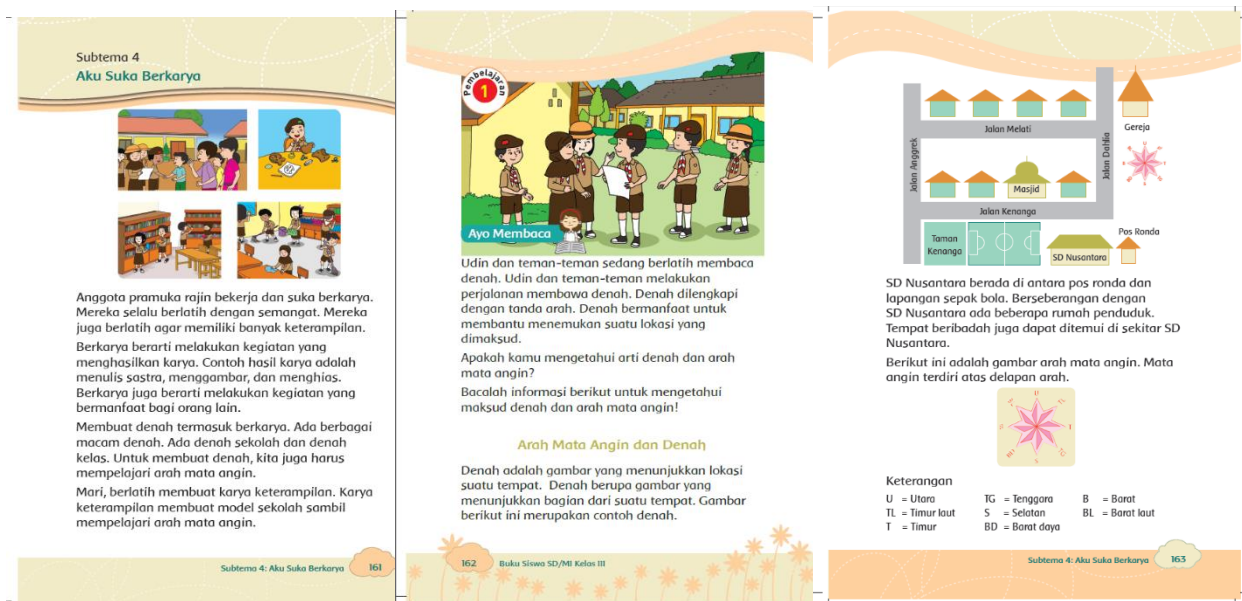 Subtema 4
Aku Suka Berkarya
Anggota pramuka rajin bekerja dan suka berkarya.
Mereka selalu berlatih dengan semangat. Mereka
juga berlatih agar memiliki banyak keterampilan.
Berkarya berarti melakukan kegiatan yang
menghasilkan karya. Contoh hasil karya adalah
menulis sastra, menggambar, dan menghias.
Berkarya juga berarti melakukan kegiatan yang
bermanfaat bagi orang lain.
Membuat denah termasuk berkarya. Ada berbagai
macam denah. Ada denah sekolah dan denah
kelas. Untuk membuat denah, kita juga harus
mempelajari arah mata angin.
Mari, berlatih membuat karya keterampilan. Karya
keterampilan membuat model sekolah sambil
mempelajari arah mata angin.
Subtema 4: Aku Suka Berkarya 161
Pembelajaran
1
Ayo Membaca
Udin dan teman-teman sedang berlatih membaca
denah. Udin dan teman-teman melakukan
perjalanan membawa denah. Denah dilengkapi
dengan tanda arah. Denah bermanfaat untuk
membantu menemukan suatu lokasi yang
dimaksud.
Apakah kamu mengetahui arti denah dan arah
mata angin?
Bacalah informasi berikut untuk mengetahui
maksud denah dan arah mata angin!
Arah Mata Angin dan Denah
Denah adalah gambar yang menunjukkan lokasi
suatu tempat. Denah berupa gambar yang
menunjukkan bagian dari suatu tempat. Gambar
berikut ini merupakan contoh denah.
162 Buku Siswa SD/MI Kelas III
Jalan Melati
Gereja
Jalan Anggrek
Jalan Dahlia
Masjid
Jalan Kenanga
Taman
Kenanga
SD Nusantara
Pos Ronda
SD Nusantara berada di antara pos ronda dan
lapangan sepak bola. Berseberangan dengan
SD Nusantara ada beberapa rumah penduduk.
Tempat beribadah juga dapat ditemui di sekitar SD
Nusantara.
Berikut ini adalah gambar arah mata angin. Mata
angin terdiri atas delapan arah.
Keterangan
U = Utara TG = Tenggara B = Barat
TL = Timur laut S = Selatan BL = Barat laut
T = Timur BD = Barat daya
Subtema 4: Aku Suka Berkarya 163